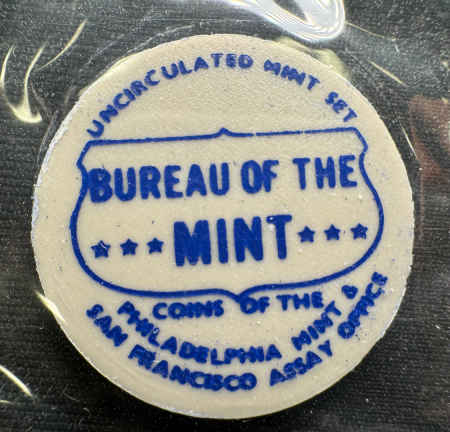 UNCIRCULATED MINT SET
BUREAU OF THE
★★★ MINT ★★★
COINS OF THE
PHILADELPHIA MINT &
SAN FRANCISCO ASSAY OFFICE